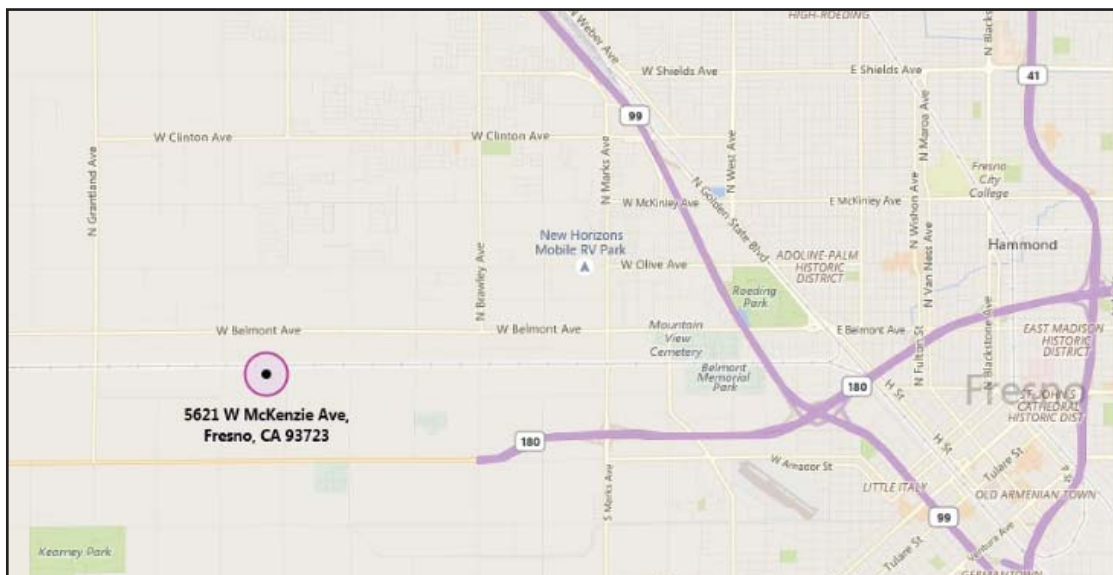 HIGH-ROEDING
N Weber Ave
N Blacks
W Shields Ave
E Shields Ave
41
99
W Clinton Ave
W Clinton Ave
N Grantland Ave
N Marks Ave
N West Ave
N Maroa Ave
Fresno
City
College
W McKinley Ave
E McKinley Ave
N Golden State Blvd
N Wishon Ave
N Van Ness Ave
Hammond
New Horizons
Mobile RV Park
N Brawley Ave
W Olive Ave
ADOLINE-PALM
HISTORIC
DISTRICT
Roeding
Park
N Blackstone Ave
W Belmont Ave
W Belmont Ave
Mountain
View
Cemetery
E Belmont Ave
N Fulton St
EAST MADISON
HISTORIC
DISTRICT
Belmont
Memorial
Park
180
H St
Fresno
ST JOHN'S
CATHEDRAL
HISTORIC DIST
5621 W McKenzie Ave,
Fresno, CA 93723
180
H St
W Amador St
Tulare St
P St
S Marks Ave
LITTLE ITALY
OLD ARMENIAN TOWN
99
Ventura Ave
Tulare St
Kearney Park
GERMANTOWN